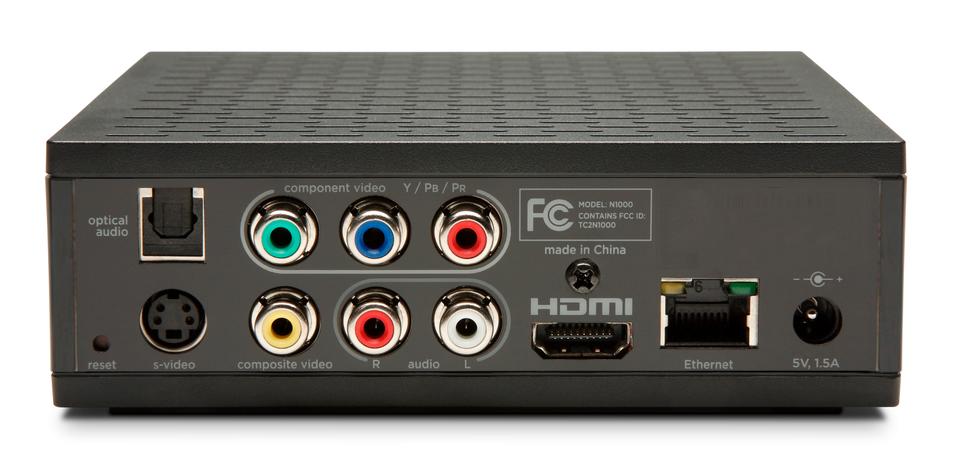 component video Y / PB / PR
optical
audio
FC
MODEL: N1000
CONTAINS FCC ID:
TC2N1000
made in China
HDMI
6
- +
reset
s-video
composite video
R audio L
Ethernet
5V, 1.5A